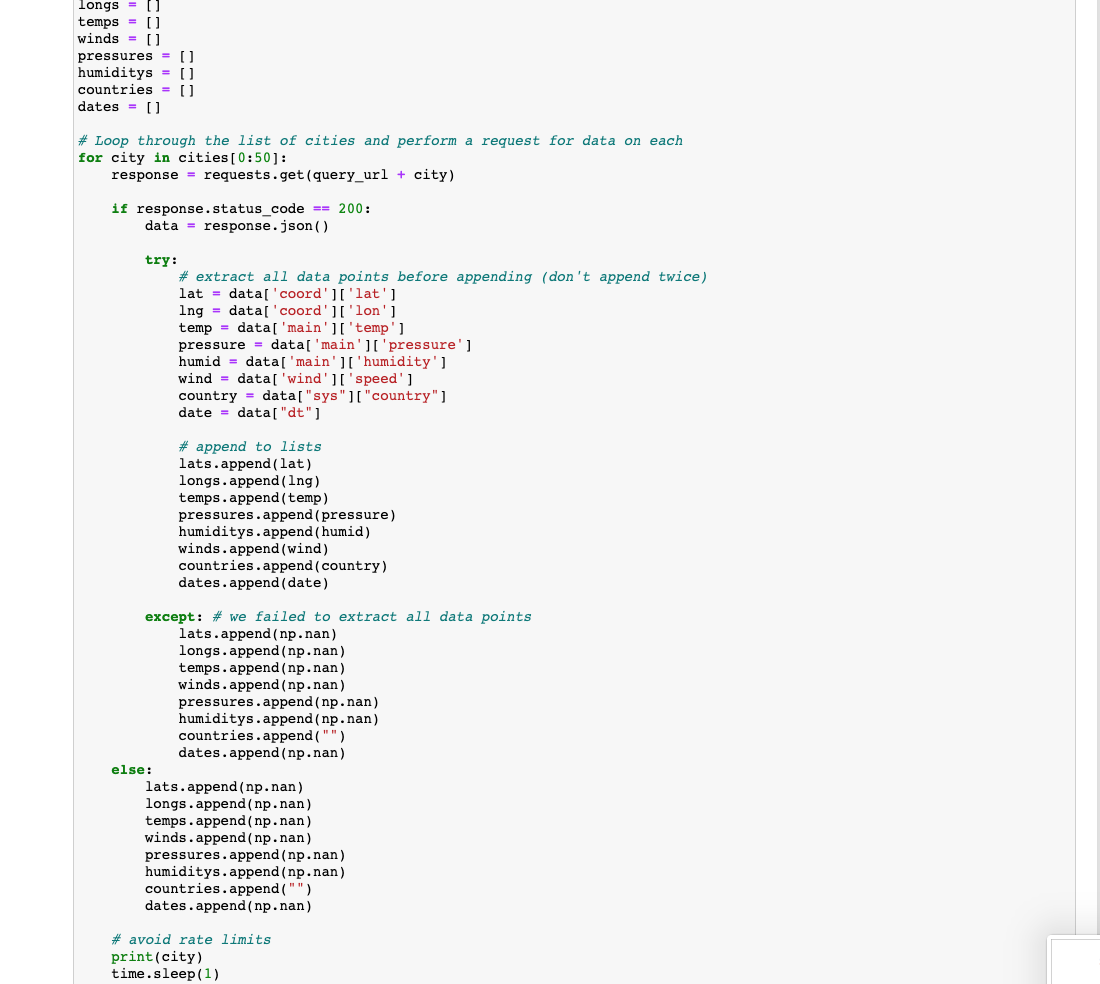 longs = []
temps = []
winds = []
pressures = []
humiditys = []
countries = []
dates = []

# Loop through the list of cities and perform a request for data on each
for city in cities[0:50]:
    response = requests.get(query_url + city)

    if response.status_code == 200:
        data = response.json()

        try:
            # extract all data points before appending (don't append twice)
            lat = data['coord']['lat']
            lng = data['coord']['lon']
            temp = data['main']['temp']
            pressure = data['main']['pressure']
            humid = data['main']['humidity']
            wind = data['wind']['speed']
            country = data["sys"]["country"]
            date = data["dt"]

            # append to lists
            lats.append(lat)
            longs.append(lng)
            temps.append(temp)
            pressures.append(pressure)
            humiditys.append(humid)
            winds.append(wind)
            countries.append(country)
            dates.append(date)

        except: # we failed to extract all data points
            lats.append(np.nan)
            longs.append(np.nan)
            temps.append(np.nan)
            winds.append(np.nan)
            pressures.append(np.nan)
            humiditys.append(np.nan)
            countries.append("")
            dates.append(np.nan)
    else:
        lats.append(np.nan)
        longs.append(np.nan)
        temps.append(np.nan)
        winds.append(np.nan)
        pressures.append(np.nan)
        humiditys.append(np.nan)
        countries.append("")
        dates.append(np.nan)

    # avoid rate limits
    print(city)
    time.sleep(1)